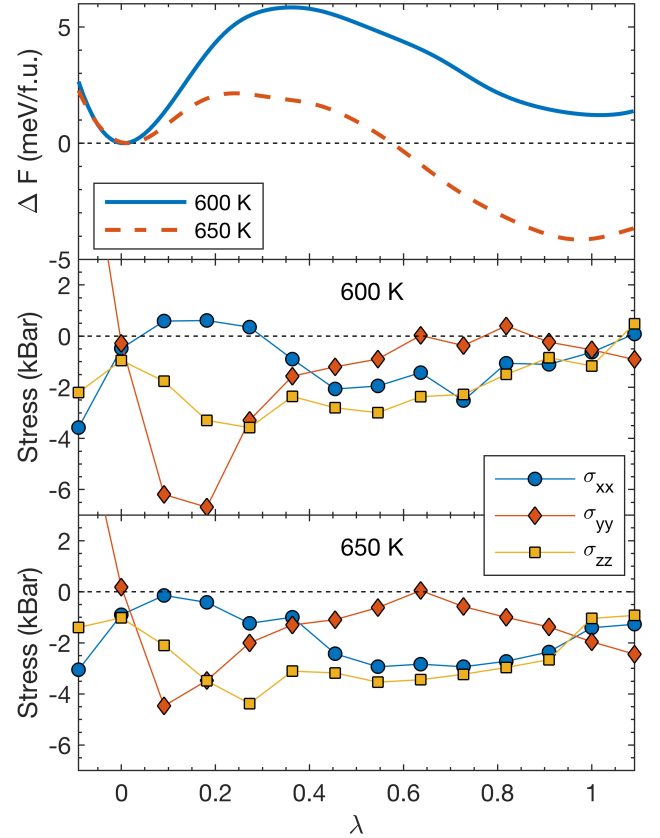 5
0
-5
Δ F (meV/f.u.)
600 K
650 K
600 K
2
0
-2
-4
-6
Stress (kBar)
σxx
σyy
σzz
650 K
2
0
-2
-4
-6
Stress (kBar)
0 0.2 0.4 0.6 0.8 1
λ